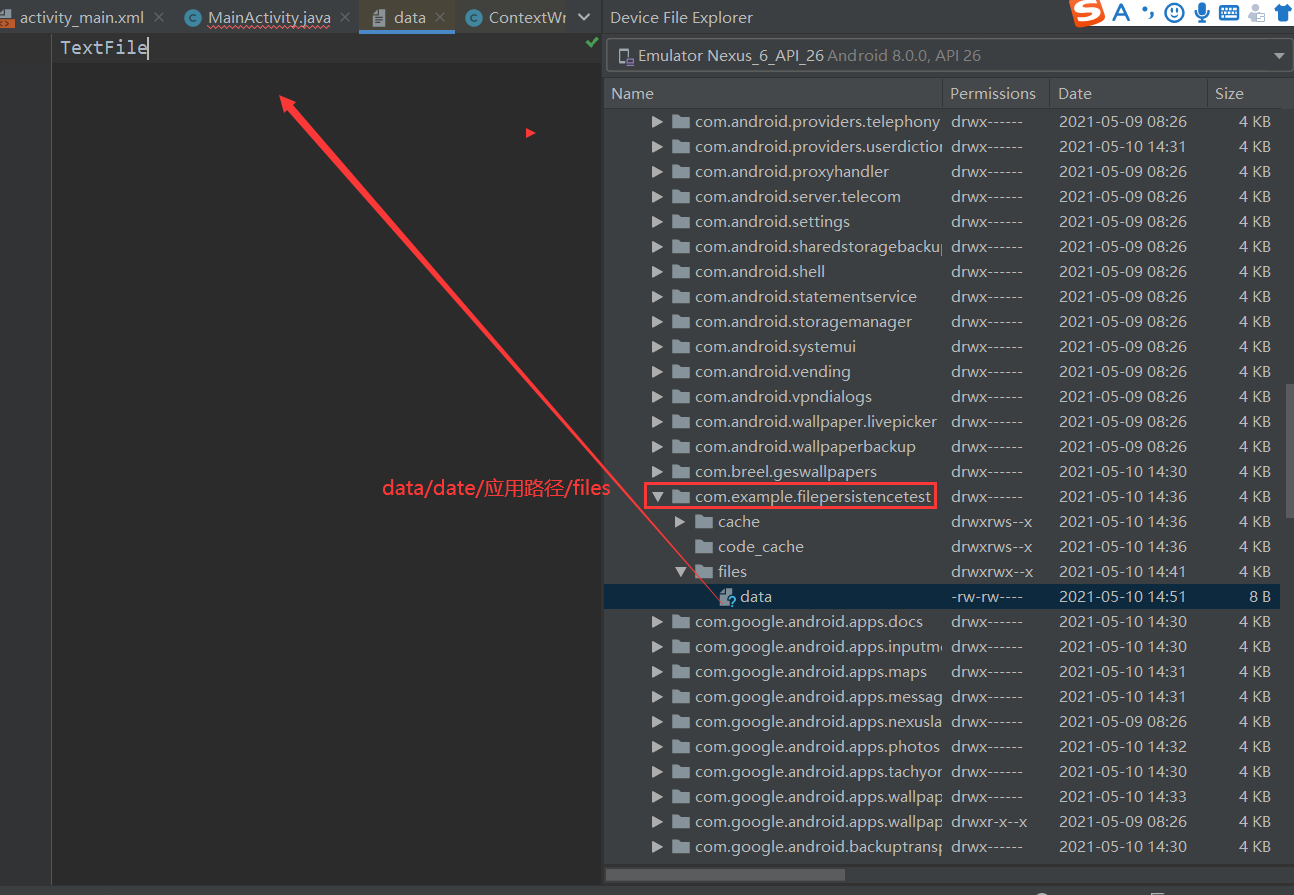 activity_main.xml MainActivity.java data ContextWr
TextFile
data/date/应用路径/files
Device File Explorer
Emulator Nexus_6_API_26 Android 8.0.0, API 26
Name Permissions Date Size
com.android.providers.telephony drwx------ 2021-05-09 08:26 4 KB
com.android.providers.userdiction drwx------ 2021-05-10 14:31 4 KB
com.android.proxyhandler drwx------ 2021-05-09 08:26 4 KB
com.android.server.telecom drwx------ 2021-05-09 08:26 4 KB
com.android.settings drwx------ 2021-05-09 08:26 4 KB
com.android.sharedstoragebackup drwx------ 2021-05-09 08:26 4 KB
com.android.shell drwx------ 2021-05-09 08:26 4 KB
com.android.statementservice drwx------ 2021-05-09 08:26 4 KB
com.android.storagemanager drwx------ 2021-05-09 08:26 4 KB
com.android.systemui drwx------ 2021-05-09 08:26 4 KB
com.android.vending drwx------ 2021-05-09 08:26 4 KB
com.android.vpndialogs drwx------ 2021-05-09 08:26 4 KB
com.android.wallpaper.livepicker drwx------ 2021-05-09 08:26 4 KB
com.android.wallpaperbackup drwx------ 2021-05-09 08:26 4 KB
com.breel.geswallpapers drwx------ 2021-05-10 14:30 4 KB
com.example.filepersistencetest drwx------ 2021-05-10 14:36 4 KB
cache drwxrws--x 2021-05-10 14:36 4 KB
code_cache drwxrws--x 2021-05-10 14:36 4 KB
files drwxrwx--x 2021-05-10 14:41 4 KB
data -rw-rw---- 2021-05-10 14:51 8 B
com.google.android.apps.docs drwx------ 2021-05-10 14:30 4 KB
com.google.android.apps.inputme drwx------ 2021-05-10 14:30 4 KB
com.google.android.apps.maps drwx------ 2021-05-10 14:31 4 KB
com.google.android.apps.messag drwx------ 2021-05-10 14:31 4 KB
com.google.android.apps.nexusla drwx------ 2021-05-09 08:26 4 KB
com.google.android.apps.photos drwx------ 2021-05-10 14:32 4 KB
com.google.android.apps.tachyon drwx------ 2021-05-10 14:30 4 KB
com.google.android.apps.wallpap drwx------ 2021-05-10 14:33 4 KB
com.google.android.apps.wallpap drwxr-x--x 2021-05-09 08:26 4 KB
com.google.android.backuptransp drwx------ 2021-05-10 14:30 4 KB